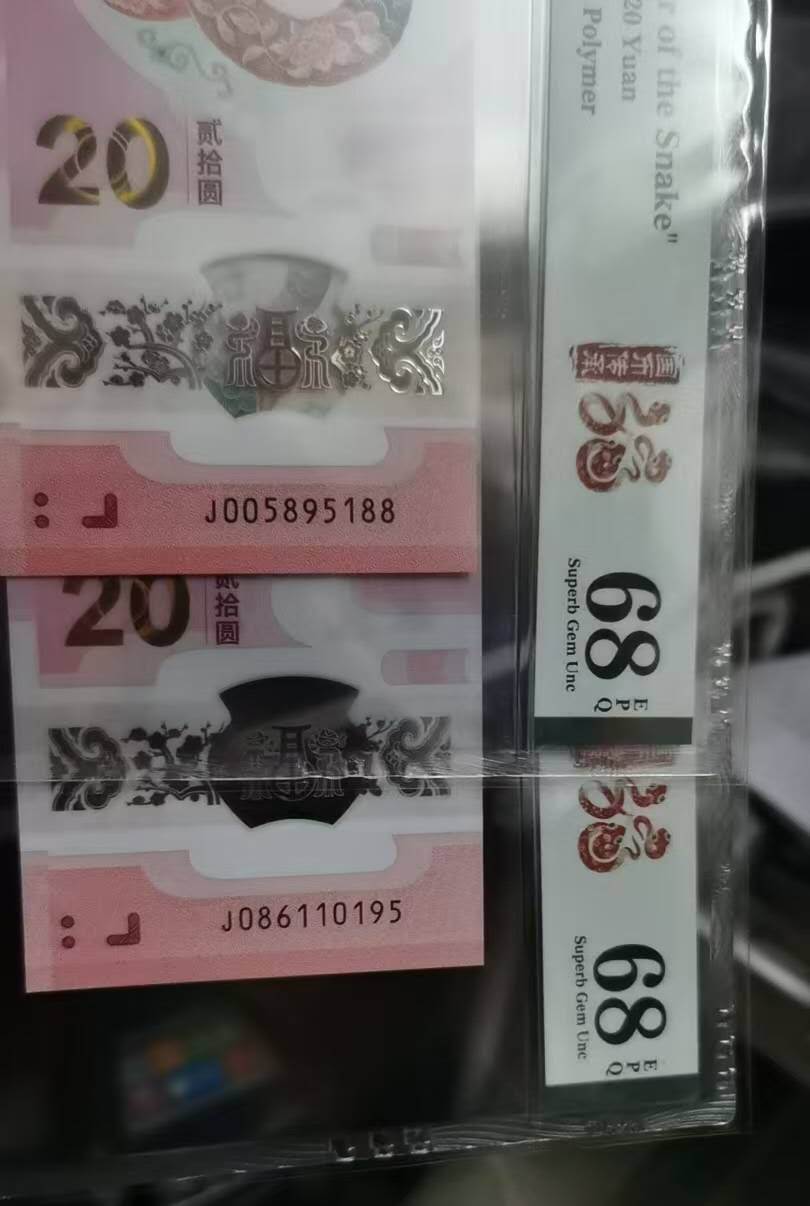 20
贰拾圆
J005895188
20
贰拾圆
J086110195
r of the Snake"
20 Yuan
Polymer
68
EPQ
Superb Gem Unc
68
EPQ
Superb Gem Unc